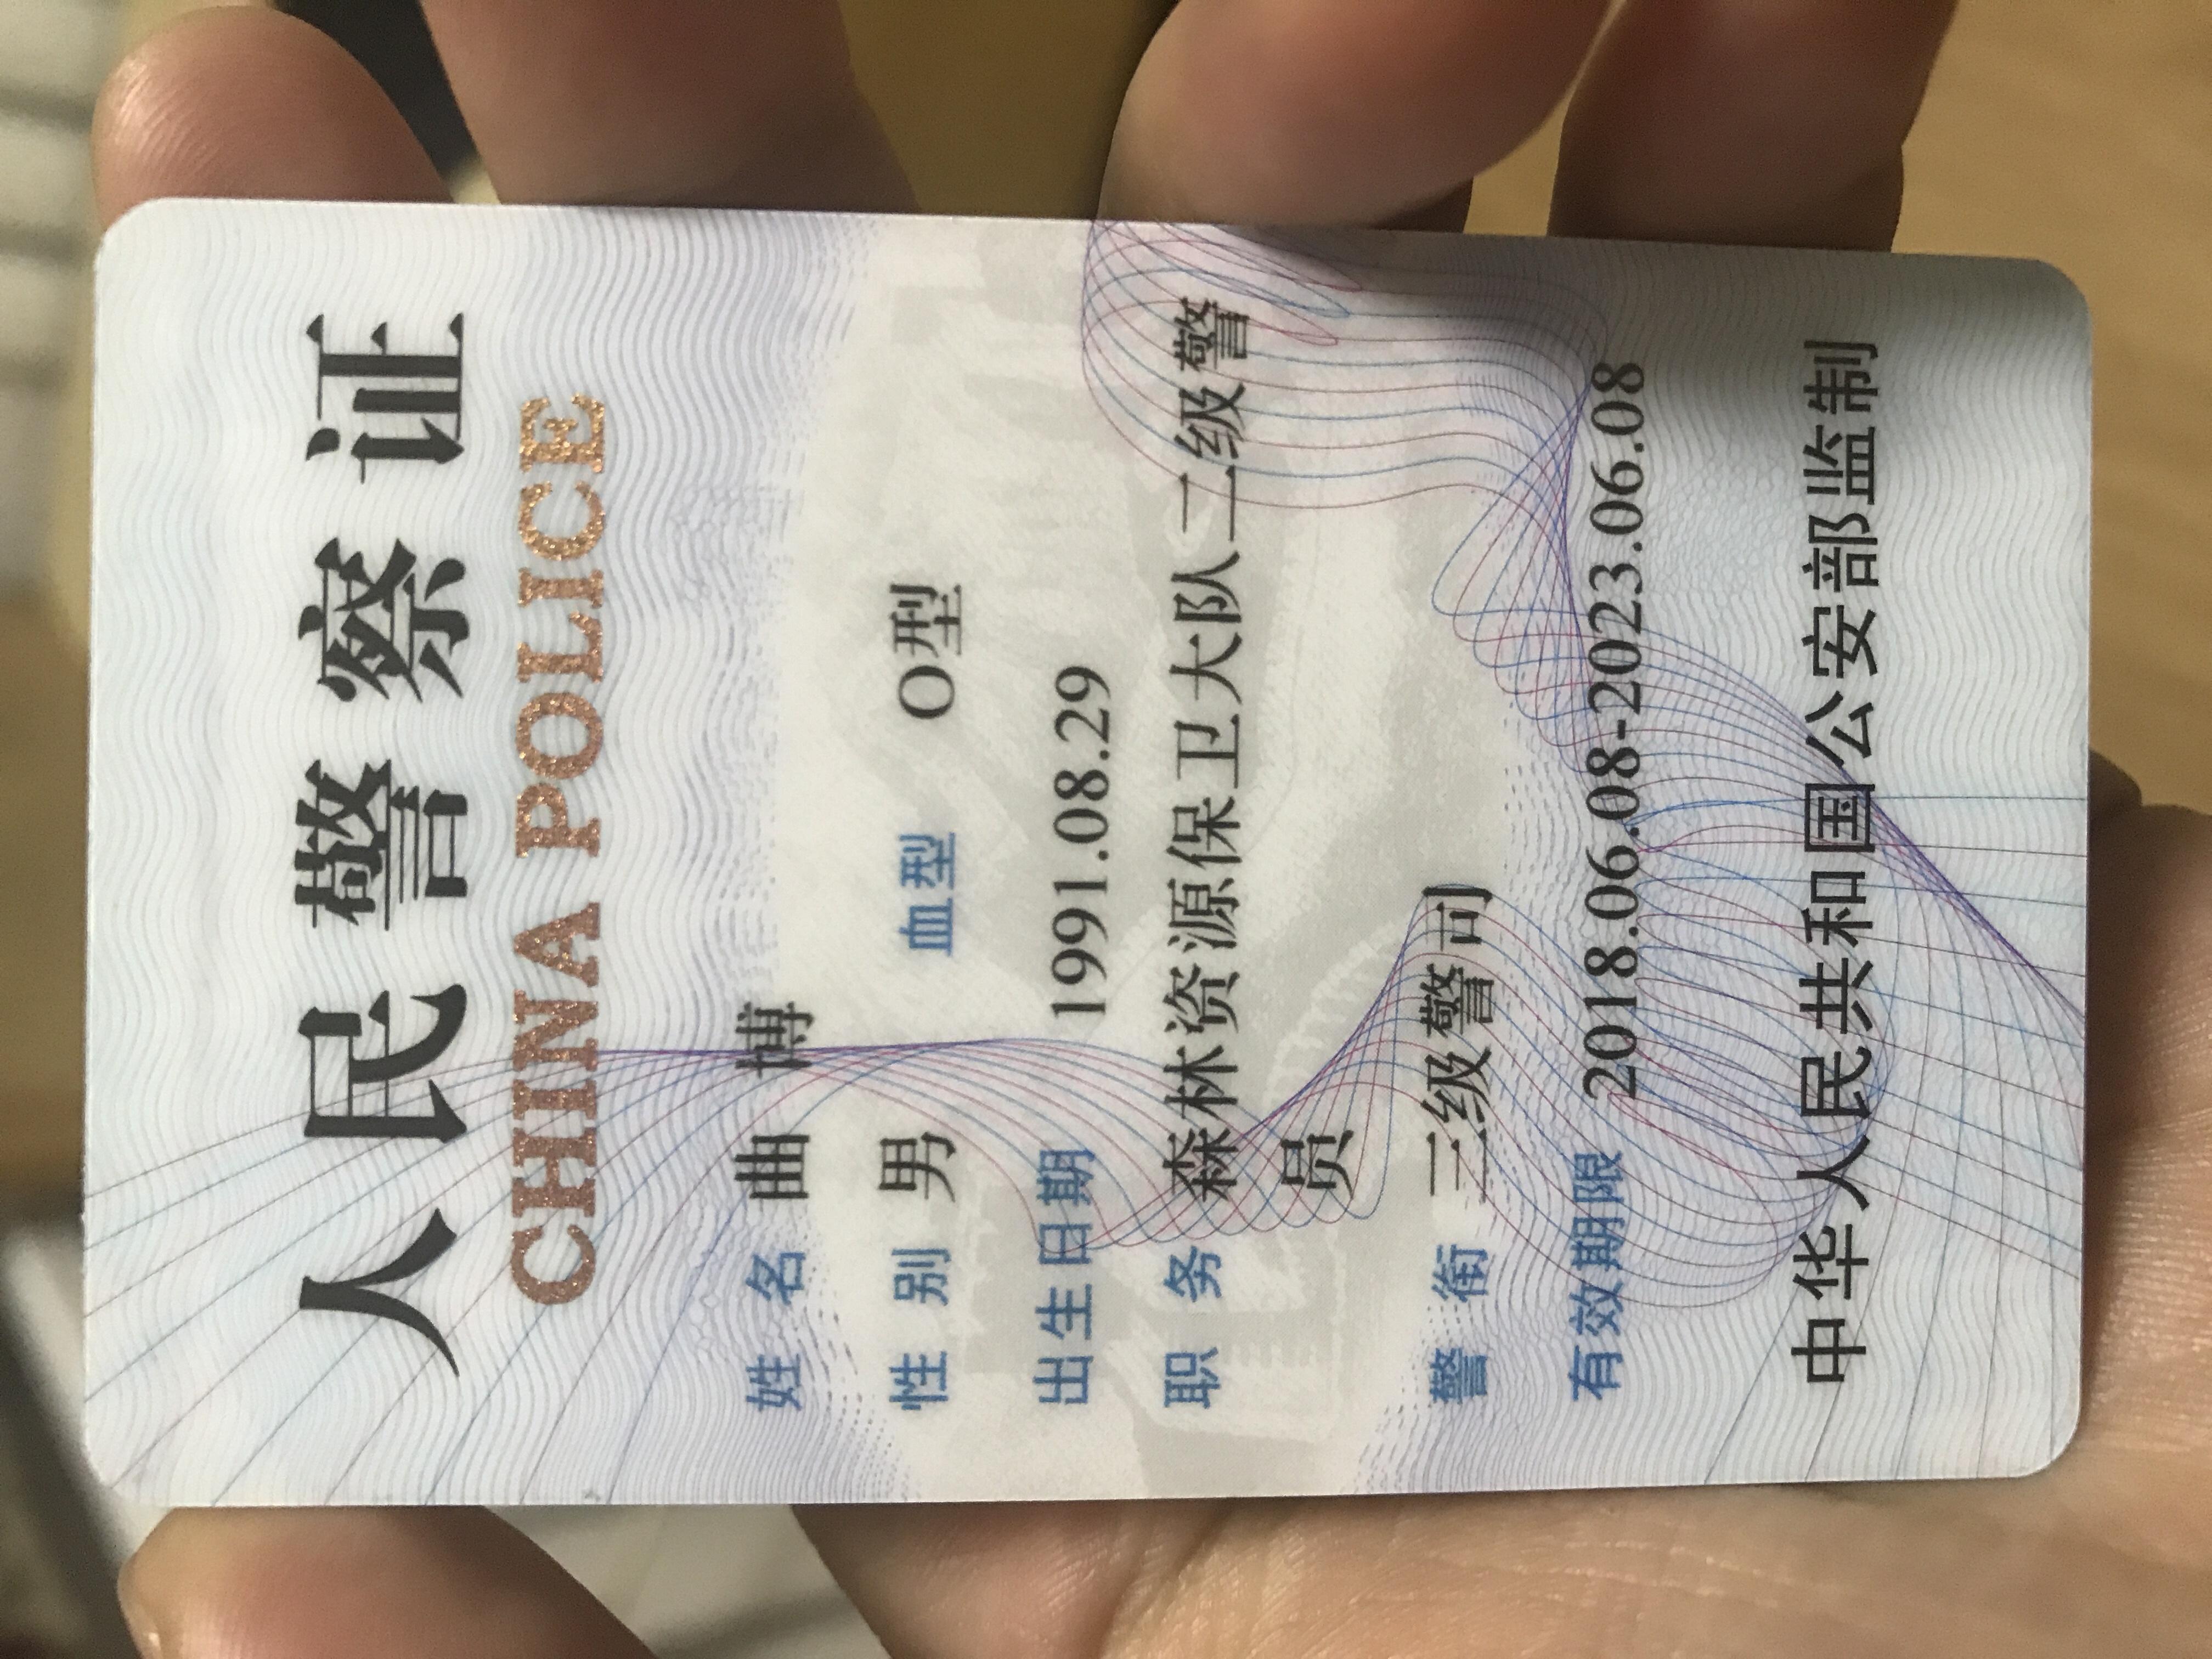 人民警察证
CHINA POLICE
姓 名 曲 博
性 别 男 血型 O型
出生日期 1991.08.29
职 务 森林资源保卫大队二级警
员
警 衔 三级警司
有效期限 2018.06.08-2023.06.08
中华人民共和国公安部监制